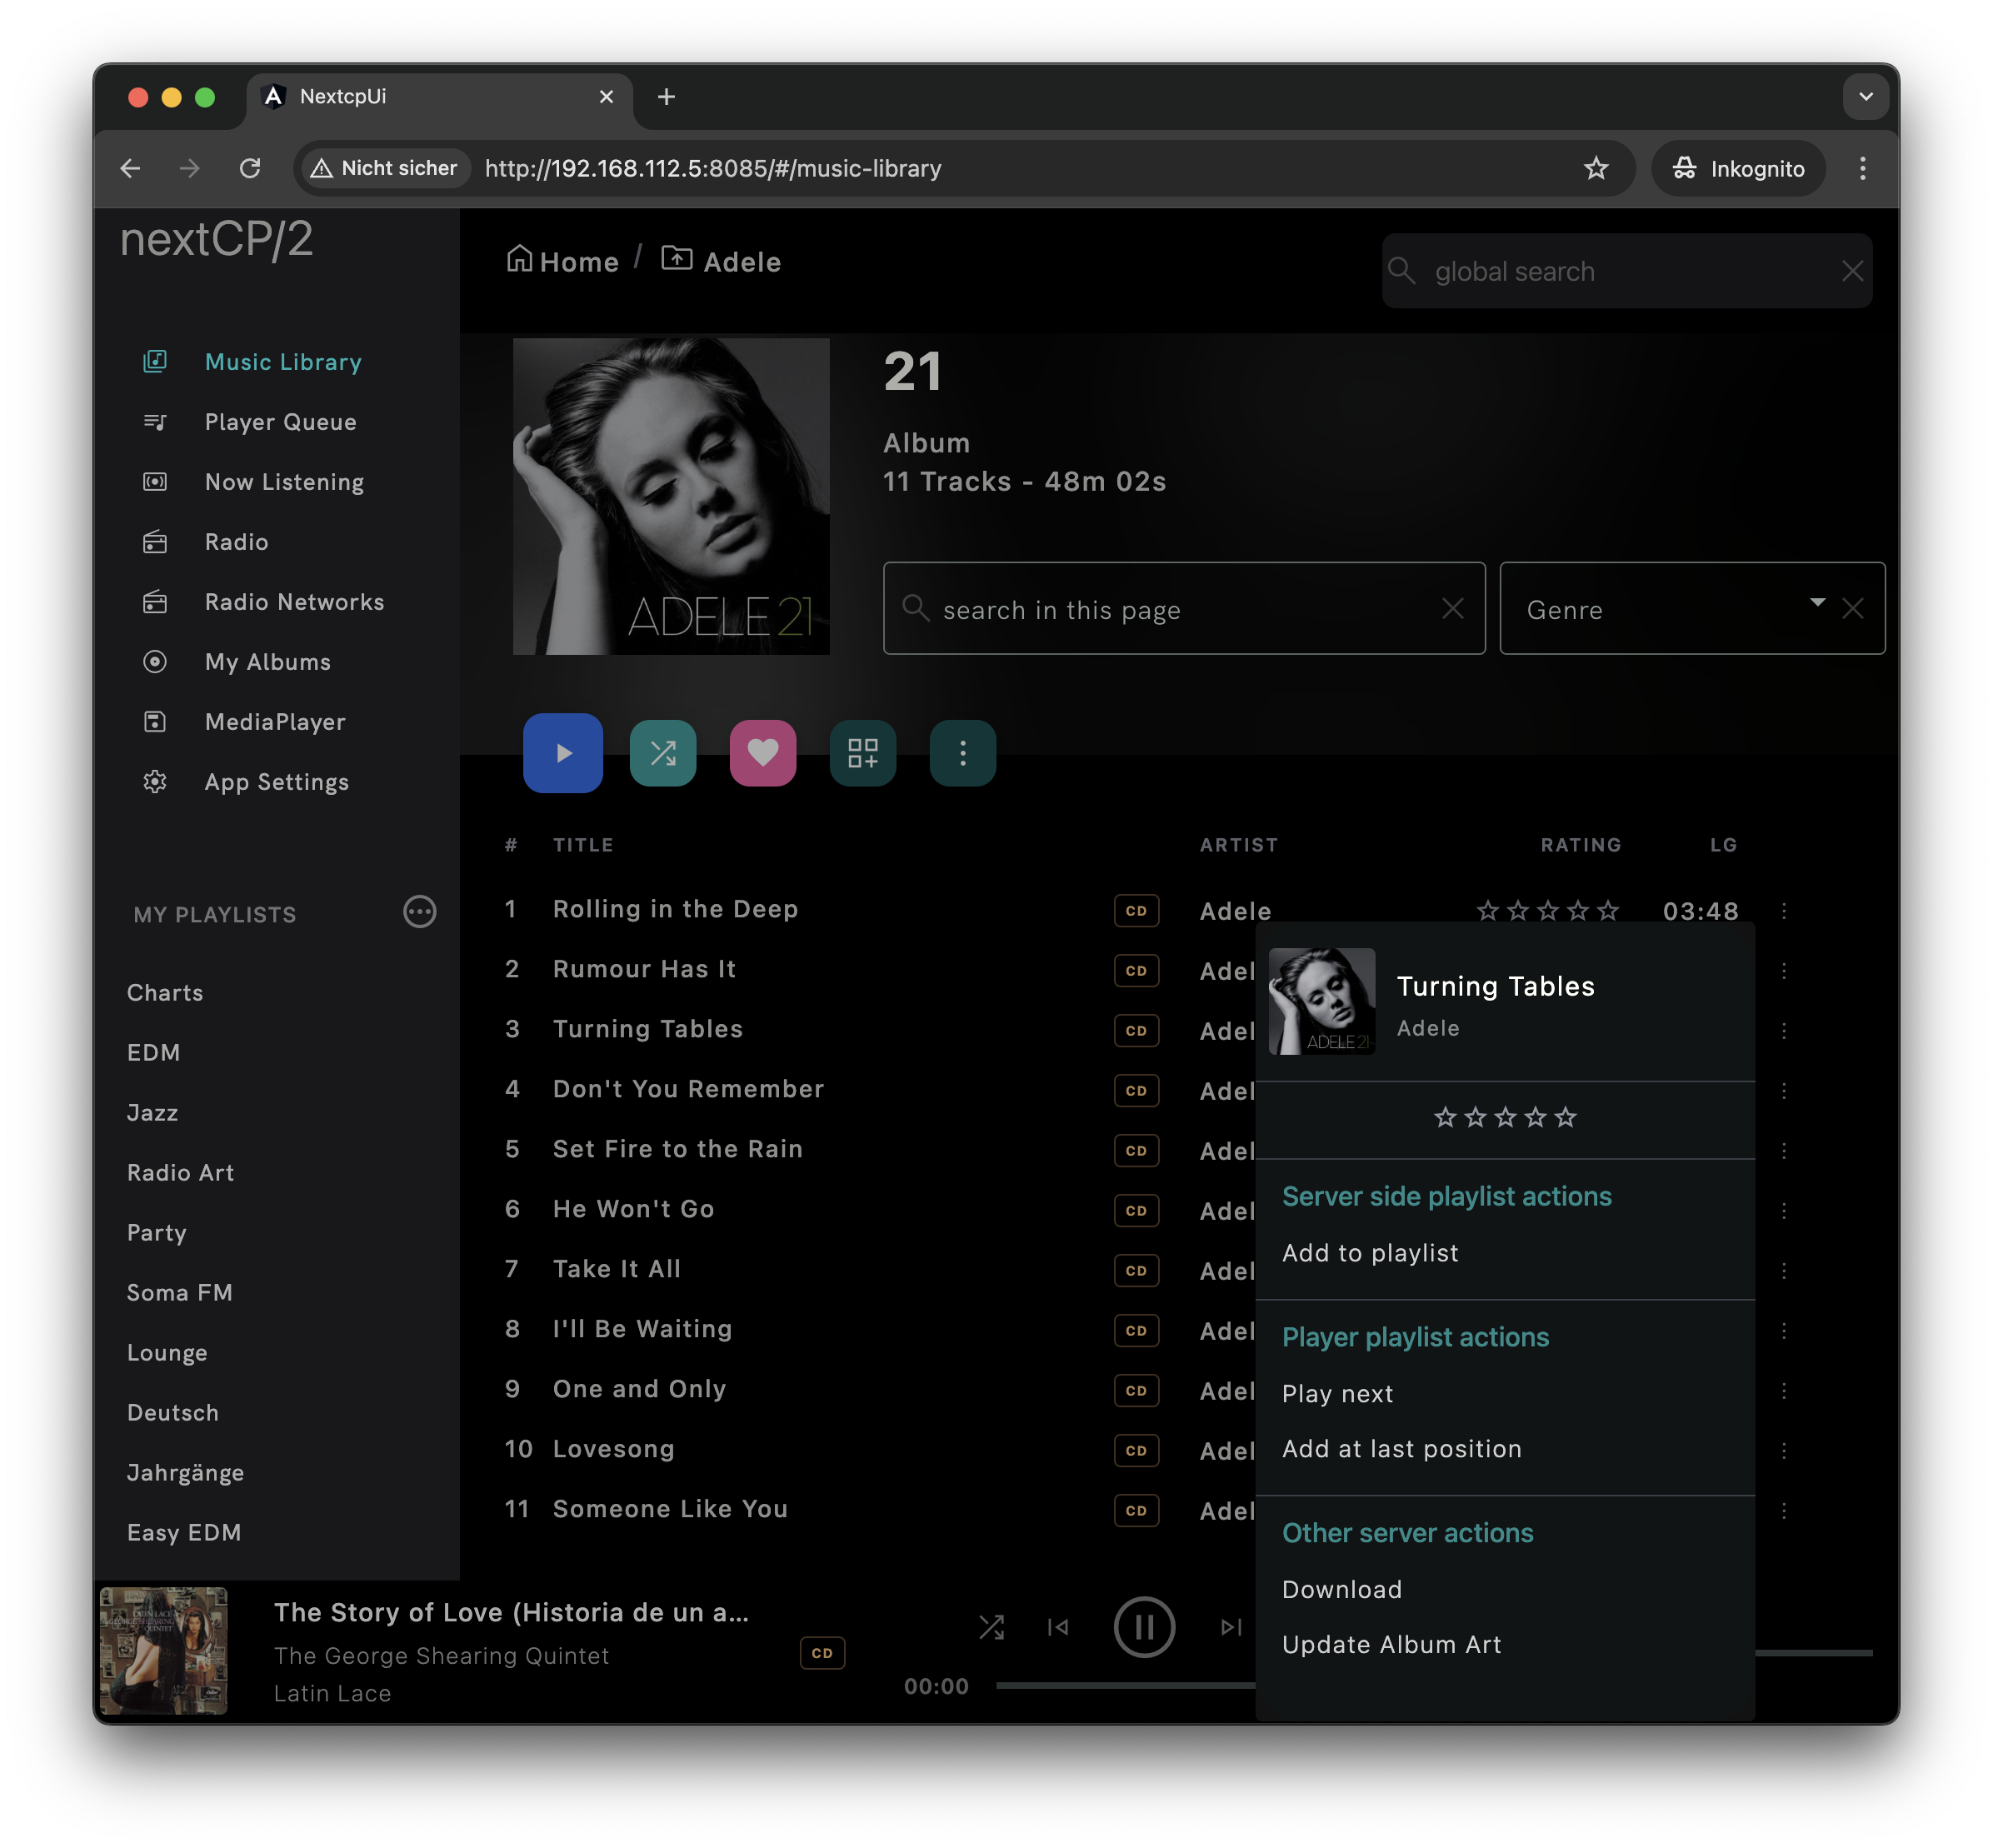 NextcpUi
Nicht sicher http://192.168.112.5:8085/#/music-library Inkognito
nextCP/2
Music Library
Player Queue
Now Listening
Radio
Radio Networks
My Albums
MediaPlayer
App Settings
MY PLAYLISTS
Charts
EDM
Jazz
Radio Art
Party
Soma FM
Lounge
Deutsch
Jahrgänge
Easy EDM
Home / Adele
global search
ADELE 21
21
Album
11 Tracks - 48m 02s
search in this page
Genre
# TITLE ARTIST RATING LG
1 Rolling in the Deep CD Adele 03:48
2 Rumour Has It CD Adel
3 Turning Tables CD Adel
4 Don't You Remember CD Adel
5 Set Fire to the Rain CD Adel
6 He Won't Go CD Adel
7 Take It All CD Adel
8 I'll Be Waiting CD Adel
9 One and Only CD Adel
10 Lovesong CD Adel
11 Someone Like You CD Adel
ADELE 21
Turning Tables
Adele
Server side playlist actions
Add to playlist
Player playlist actions
Play next
Add at last position
Other server actions
Download
Update Album Art
The Story of Love (Historia de un a...
The George Shearing Quintet
Latin Lace
CD
00:00